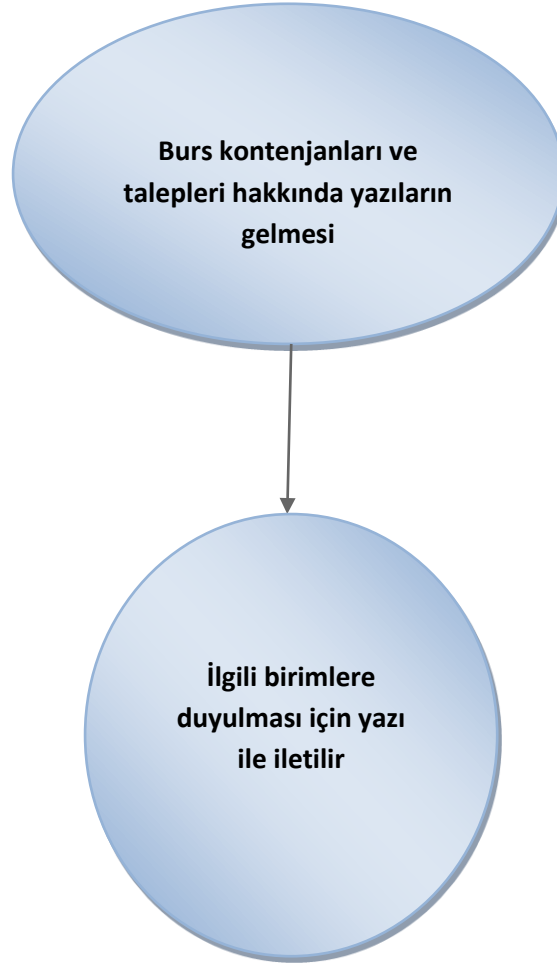 Burs kontenjanları ve
talepleri hakkında yazıların
gelmesi
İlgili birimlere
duyulması için yazı
ile iletilir